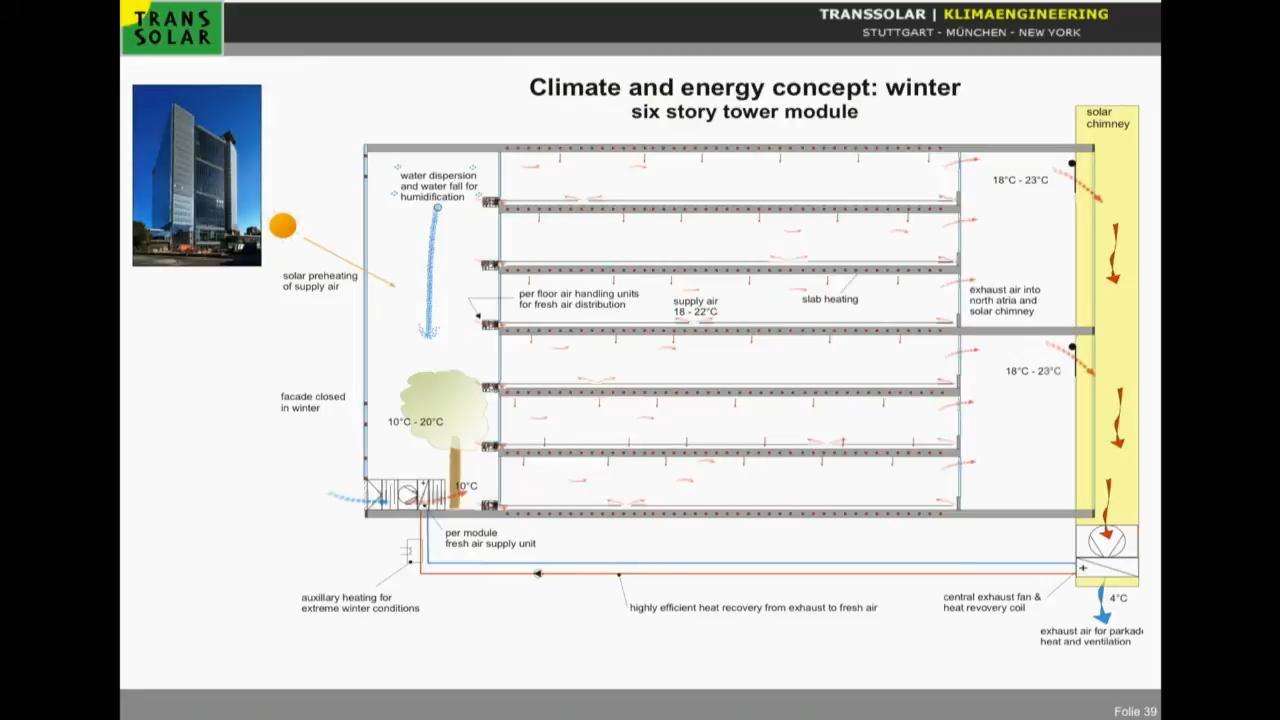 TRANS
SOLAR
TRANSSOLAR | KLIMAENGINEERING
STUTTGART - MÜNCHEN - NEW YORK
Climate and energy concept: winter
six story tower module
solar
chimney
water dispersion
and water fall for
humidification
18°C - 23°C
solar preheating
of supply air
per floor air handling units
for fresh air distribution
supply air
18 - 22°C
slab heating
exhaust air into
north atria and
solar chimney
18°C - 23°C
facade closed
in winter
10°C - 20°C
10°C
per module
fresh air supply unit
auxillary heating for
extreme winter conditions
highly efficient heat recovery from exhaust to fresh air
central exhaust fan &
heat revovery coil
4°C
exhaust air for parkad
heat and ventilation
Folie 39